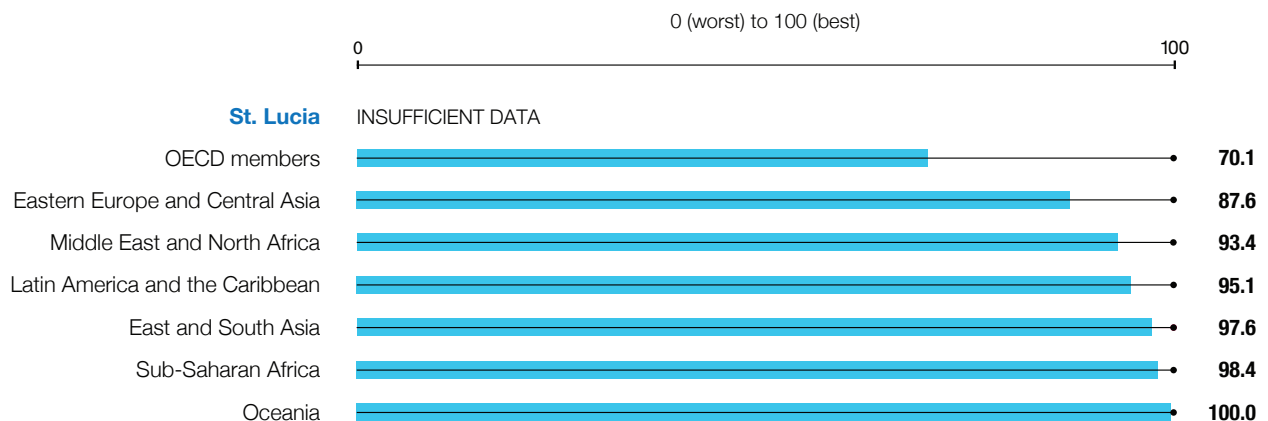 0 (worst) to 100 (best)
0 100
St. Lucia INSUFFICIENT DATA
OECD members 70.1
Eastern Europe and Central Asia 87.6
Middle East and North Africa 93.4
Latin America and the Caribbean 95.1
East and South Asia 97.6
Sub-Saharan Africa 98.4
Oceania 100.0